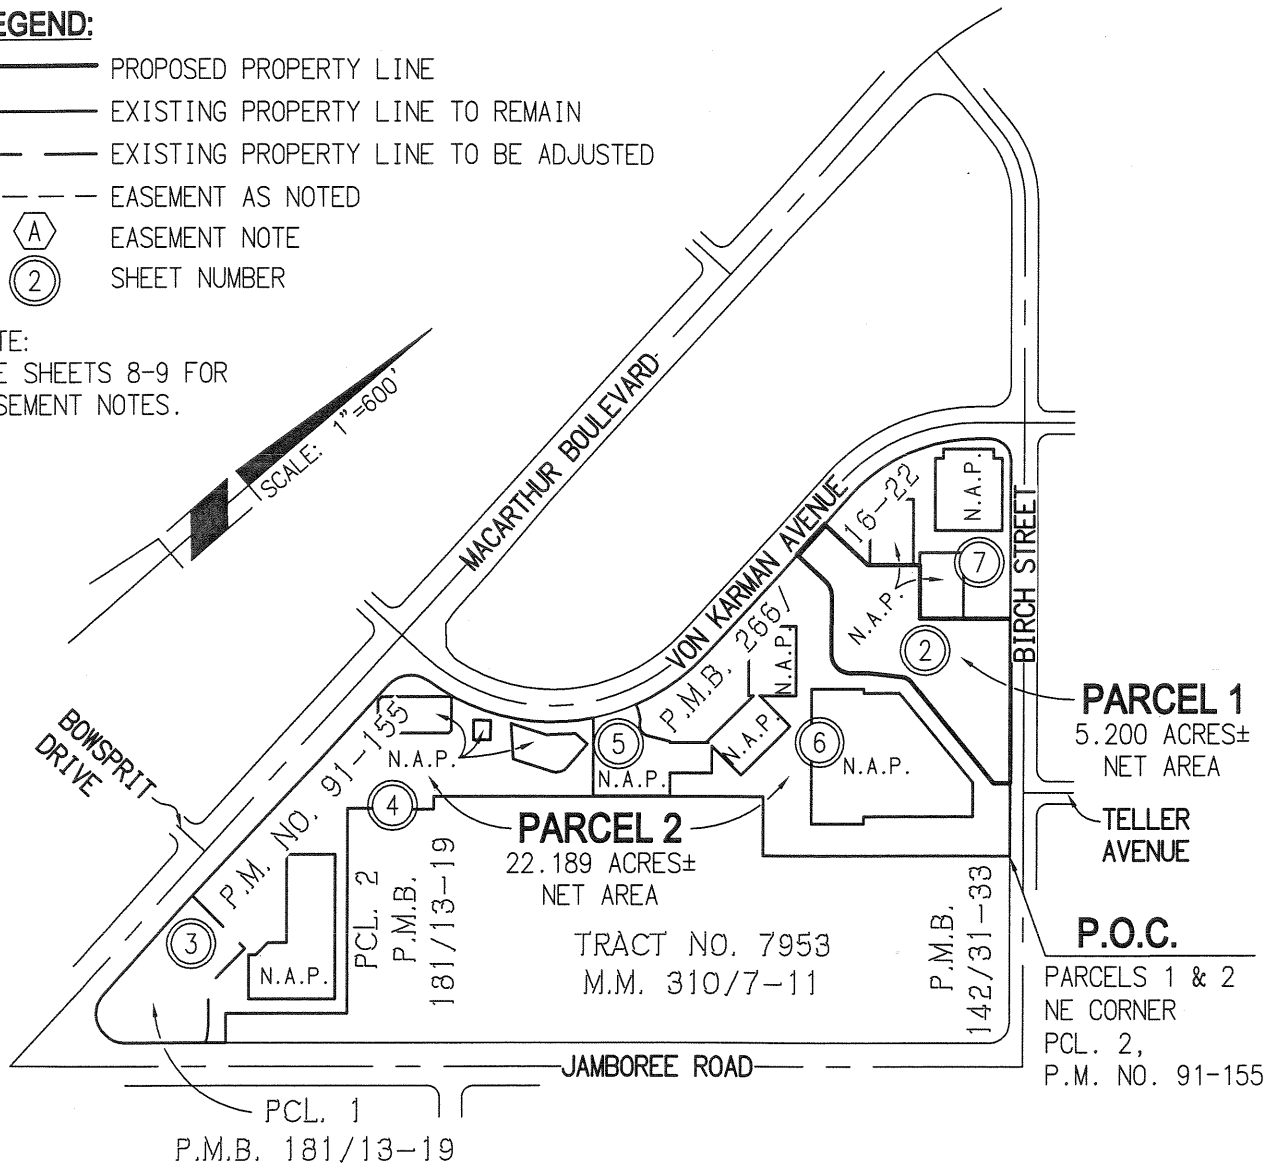 EGEND:
PROPOSED PROPERTY LINE
EXISTING PROPERTY LINE TO REMAIN
EXISTING PROPERTY LINE TO BE ADJUSTED
EASEMENT AS NOTED
A
EASEMENT NOTE
2
SHEET NUMBER
TE:
E SHEETS 8-9 FOR
SEMENT NOTES.
SCALE: 1"=600'
MACARTHUR BOULEVARD
VON KARMAN AVENUE
16-22
P.M.B. 266/
N.A.P.
7
BIRCH STREET
N.A.P.
2
N.A.P.
N.A.P.
PARCEL 1
5.200 ACRES±
NET AREA
BOWSPRIT
DRIVE
N.A.P.
5
N.A.P.
6
N.A.P.
4
P.M. NO. 91-155
PARCEL 2
22.189 ACRES±
NET AREA
TELLER
AVENUE
3
N.A.P.
PCL. 2
P.M.B.
181/13-19
TRACT NO. 7953
M.M. 310/7-11
P.M.B.
142/31-33
P.O.C.
PARCELS 1 & 2
NE CORNER
PCL. 2,
P.M. NO. 91-155
JAMBOREE ROAD
PCL. 1
P.M.B. 181/13-19